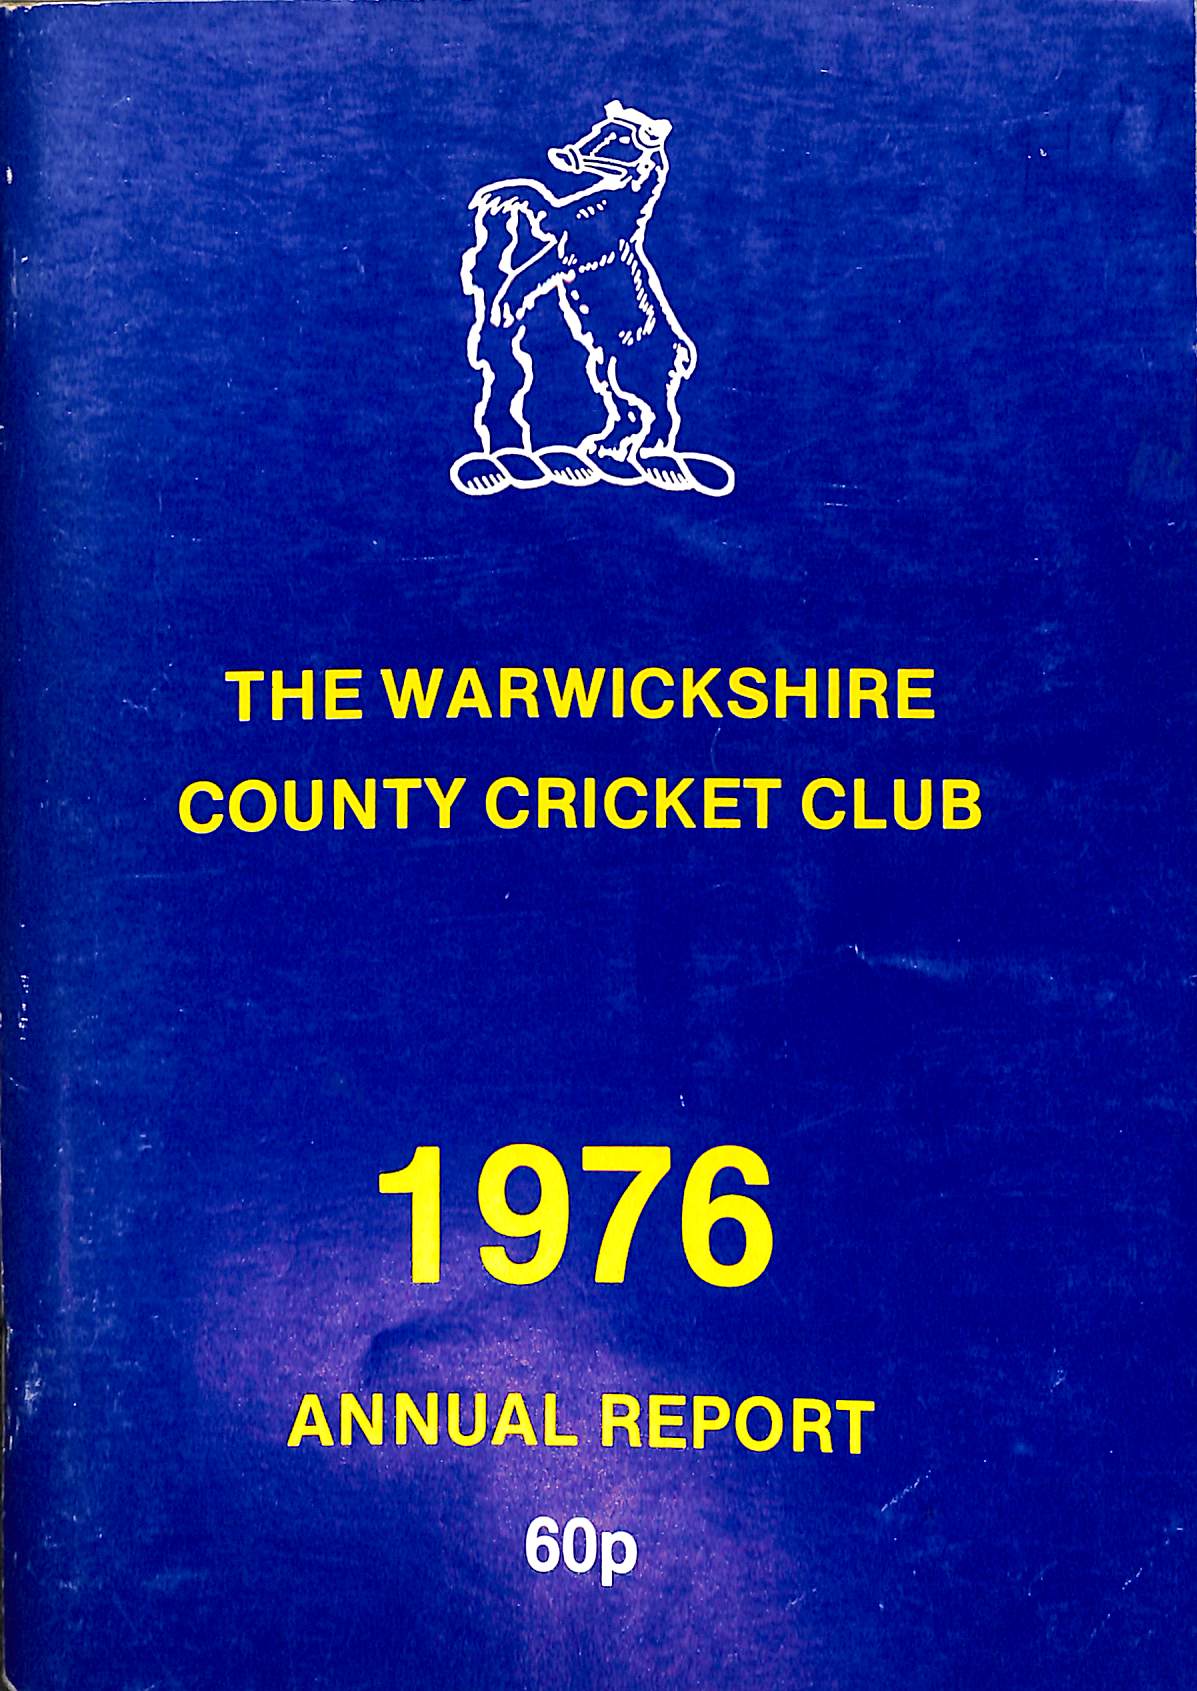 THE WARWICKSHIRE
COUNTY CRICKET CLUB
1976
ANNUAL REPORT
60p